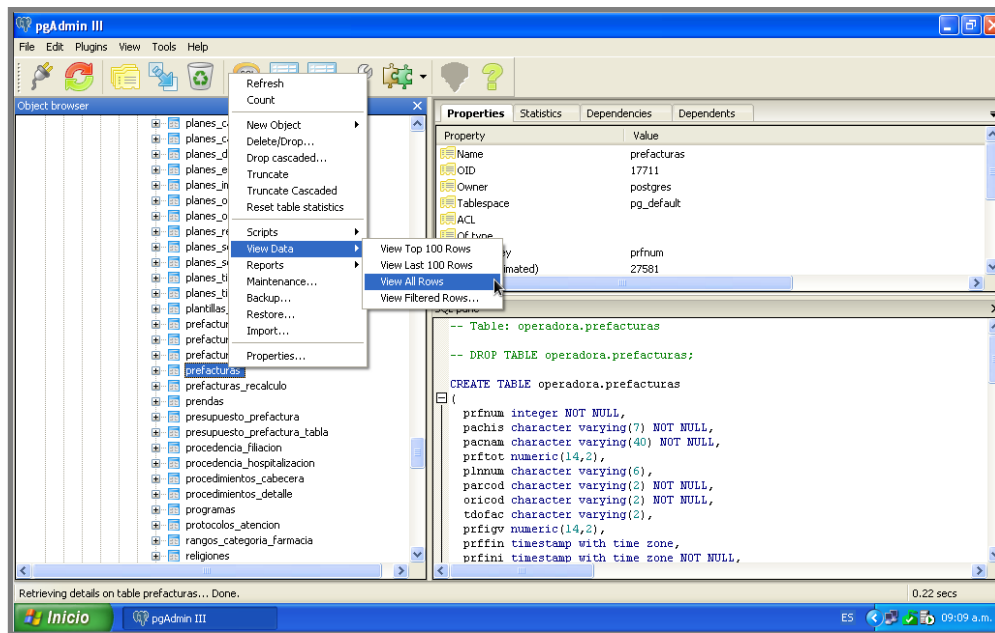 pgAdmin III
File Edit Plugins View Tools Help
Object browser
planes_
planes_
planes_d
planes_e
planes_in
planes_o
planes_o
planes_re
planes_s
planes_s
planes_ti
planes_ti
plantillas_
prefactur
prefactur
prefactur
prefacturas
prefacturas_recalculo
prendas
presupuesto_prefactura
presupuesto_prefactura_tabla
procedencia_filiacion
procedencia_hospitalizacion
procedimientos_cabecera
procedimientos_detalle
programas
protocolos_atencion
rangos_categoria_farmacia
religiones
Refresh
Count
New Object
Delete/Drop...
Drop cascaded...
Truncate
Truncate Cascaded
Reset table statistics
Scripts
View Data
Reports
Maintenance...
Backup...
Restore...
Import...
Properties...
View Top 100 Rows
View Last 100 Rows
View All Rows
View Filtered Rows...
Properties Statistics Dependencies Dependents
Property Value
Name prefacturas
OID 17711
Owner postgres
Tablespace pg_default
ACL
Of type
y prfnum
imated) 27581
SQL pane
-- Table: operadora.prefacturas
-- DROP TABLE operadora.prefacturas;
CREATE TABLE operadora.prefacturas
(
prfnum integer NOT NULL,
pachis character varying(7) NOT NULL,
pacnam character varying(40) NOT NULL,
prftot numeric(14,2),
plnnum character varying(6),
parcod character varying(2) NOT NULL,
oricod character varying(2) NOT NULL,
tdofac character varying(2),
prfigv numeric(14,2),
prffin timestamp with time zone,
prfini timestamp with time zone NOT NULL,
Retrieving details on table prefacturas... Done. 0.22 secs
Inicio pgAdmin III ES 09:09 a.m.